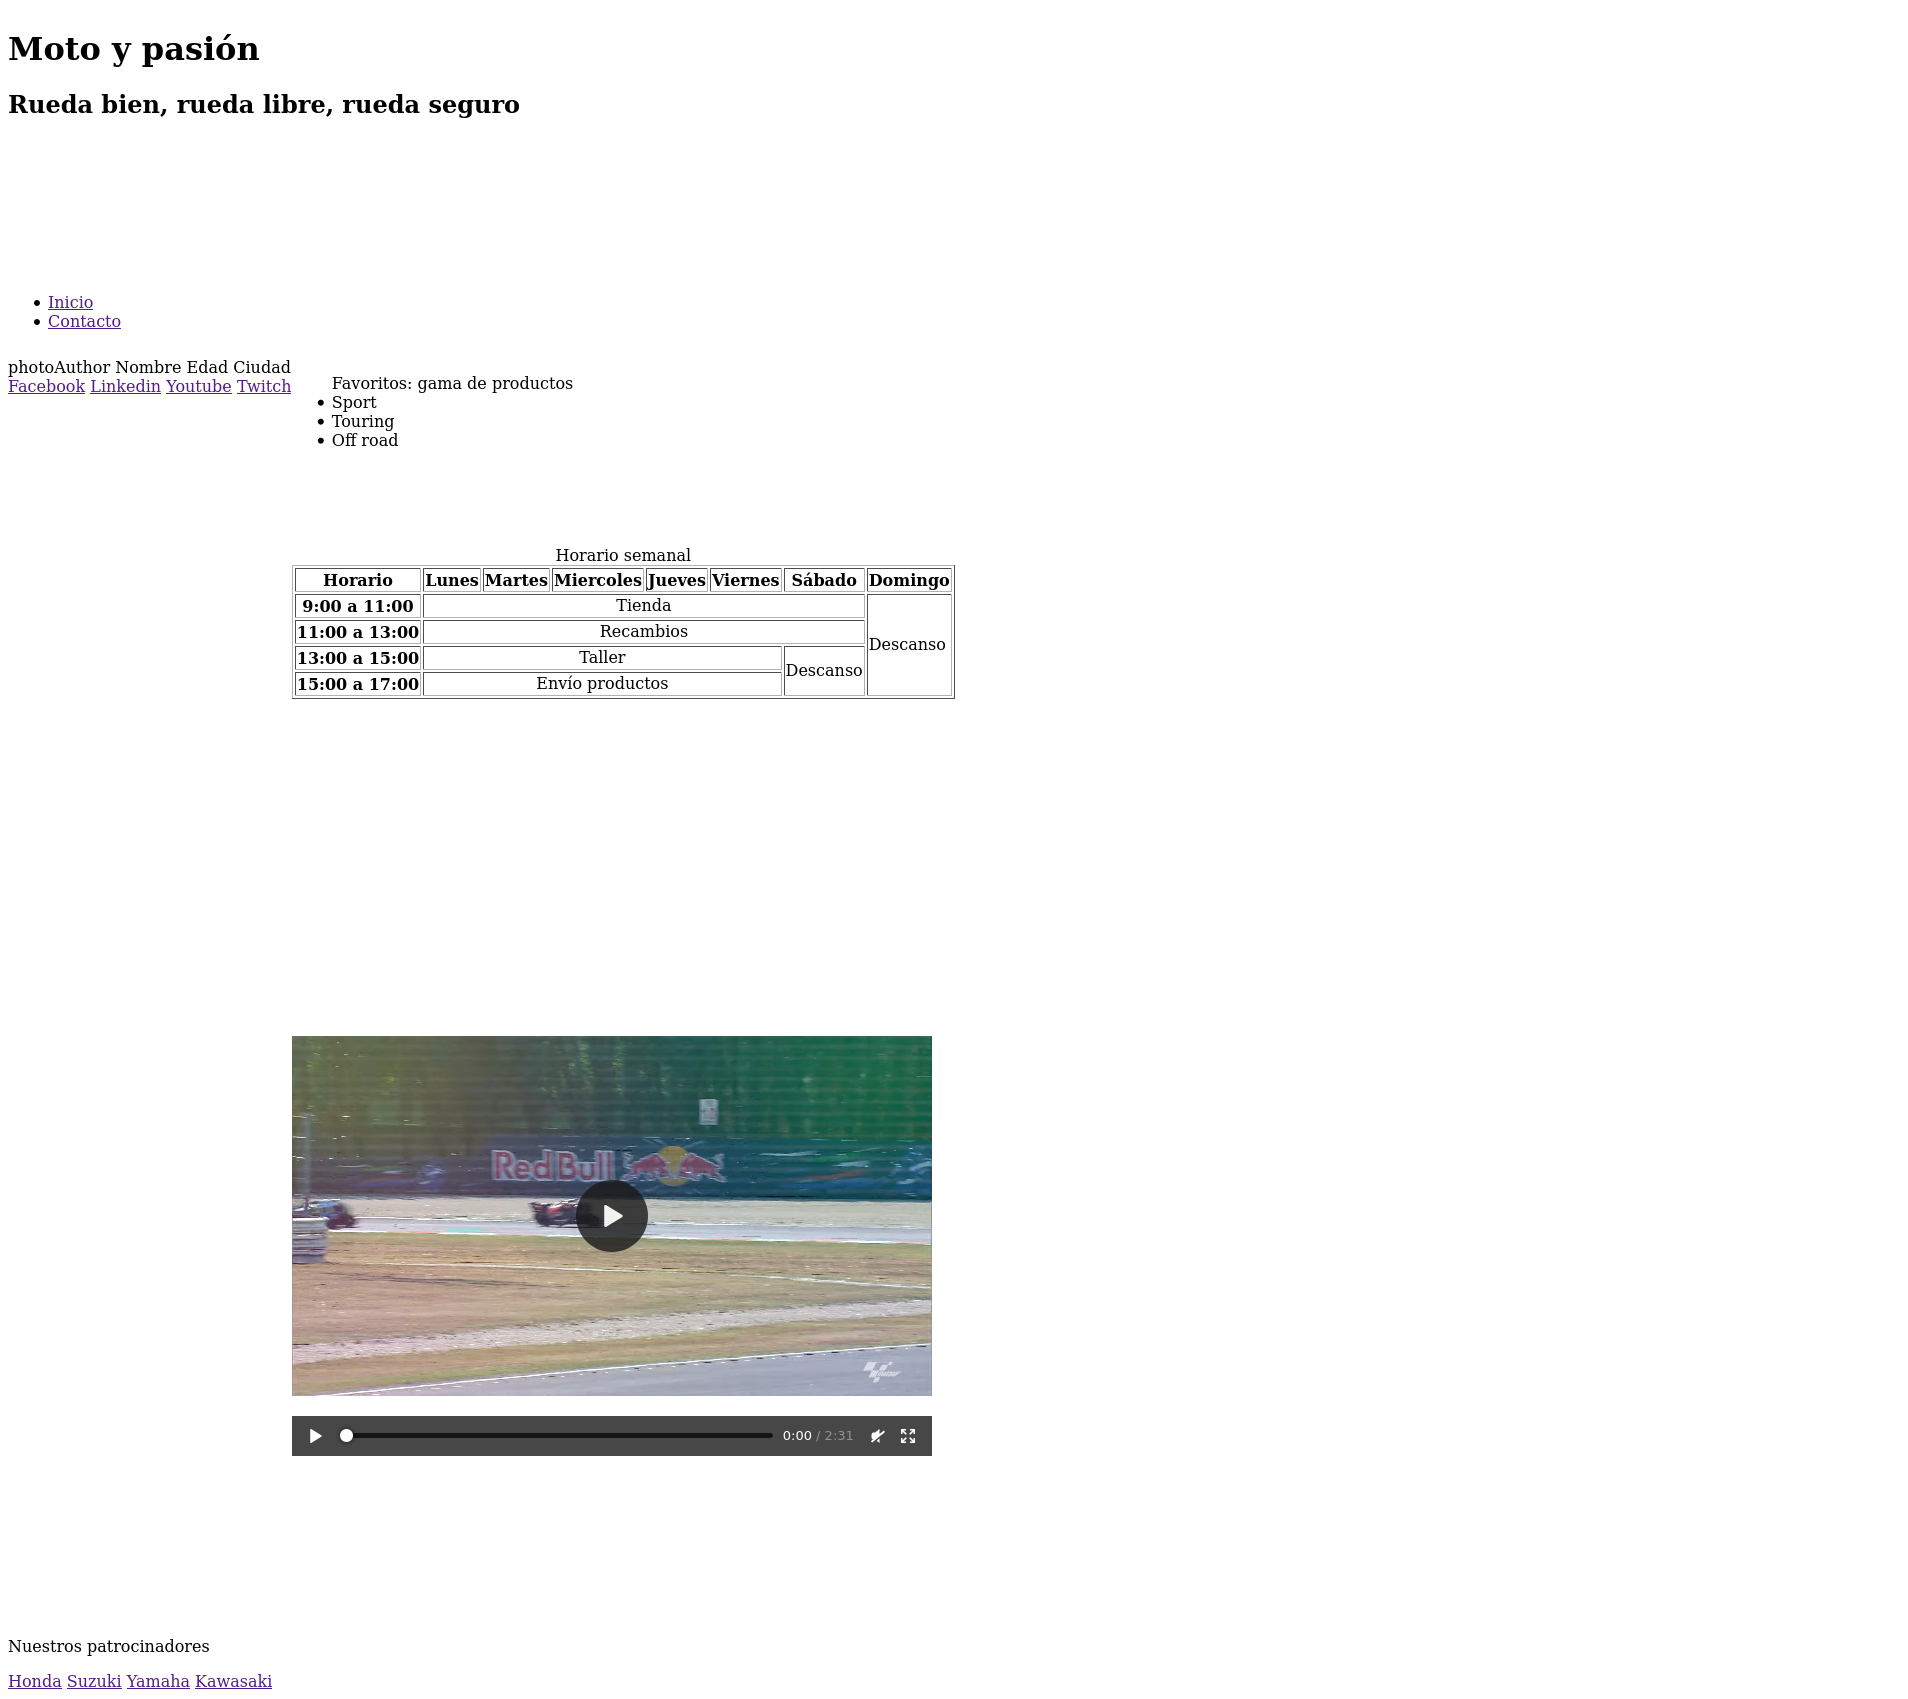 Moto y pasión
Rueda bien, rueda libre, rueda seguro
Inicio
Contacto
photoAuthor Nombre Edad Ciudad
Facebook Linkedin Youtube Twitch
Favoritos: gama de productos
Sport
Touring
Off road
Horario semanal
Horario Lunes Martes Miercoles Jueves Viernes Sábado Domingo
9:00 a 11:00 Tienda Descanso
11:00 a 13:00 Recambios
13:00 a 15:00 Taller Descanso
15:00 a 17:00 Envío productos
Red Bull
0:00 / 2:31
Nuestros patrocinadores
Honda Suzuki Yamaha Kawasaki